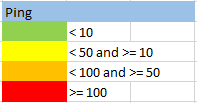 Ping
< 10
< 50 and >= 10
< 100 and >= 50
>= 100